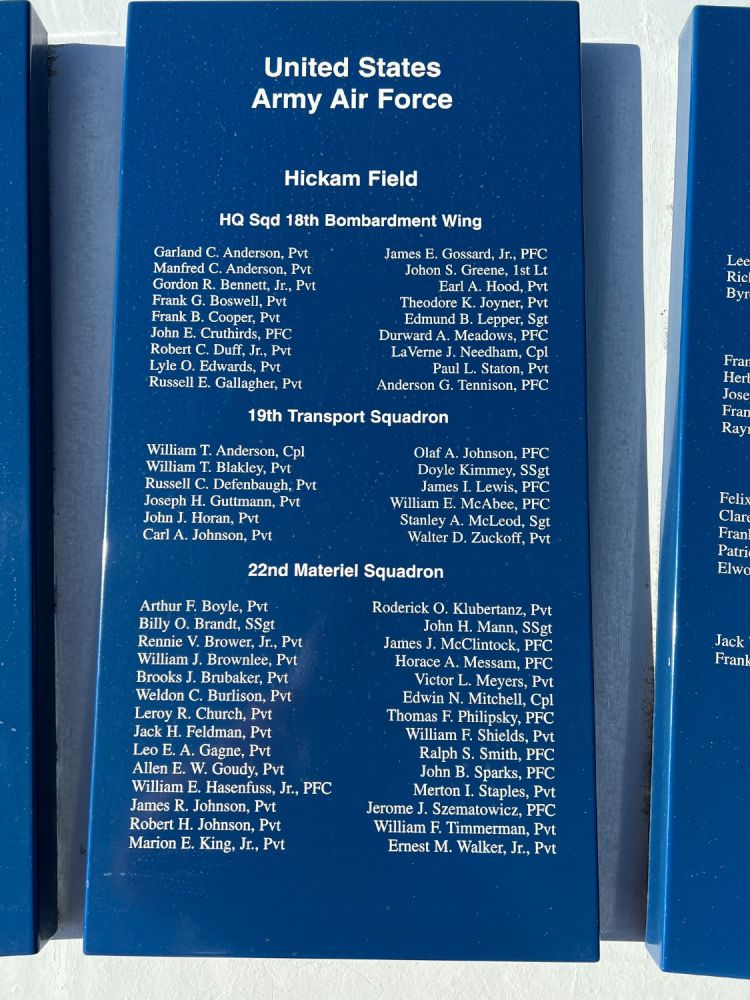 United States
Army Air Force
Hickam Field
HQ Sqd 18th Bombardment Wing
Garland C. Anderson, Pvt
Manfred C. Anderson, Pvt
Gordon R. Bennett, Jr., Pvt
Frank G. Boswell, Pvt
Frank B. Cooper, Pvt
John E. Cruthirds, PFC
Robert C. Duff, Jr., Pvt
Lyle O. Edwards, Pvt
Russell E. Gallagher, Pvt
James E. Gossard, Jr., PFC
Johon S. Greene, 1st Lt
Earl A. Hood, Pvt
Theodore K. Joyner, Pvt
Edmund B. Lepper, Sgt
Durward A. Meadows, PFC
LaVerne J. Needham, Cpl
Paul L. Staton, Pvt
Anderson G. Tennison, PFC
19th Transport Squadron
William T. Anderson, Cpl
William T. Blakley, Pvt
Russell C. Defenbaugh, Pvt
Joseph H. Guttmann, Pvt
John J. Horan, Pvt
Carl A. Johnson, Pvt
Olaf A. Johnson, PFC
Doyle Kimmey, SSgt
James I. Lewis, PFC
William E. McAbee, PFC
Stanley A. McLeod, Sgt
Walter D. Zuckoff, Pvt
22nd Materiel Squadron
Arthur F. Boyle, Pvt
Billy O. Brandt, SSgt
Rennie V. Brower, Jr., Pvt
William J. Brownlee, Pvt
Brooks J. Brubaker, Pvt
Weldon C. Burlison, Pvt
Leroy R. Church, Pvt
Jack H. Feldman, Pvt
Leo E. A. Gagne, Pvt
Allen E. W. Goudy, Pvt
William E. Hasenfuss, Jr., PFC
James R. Johnson, Pvt
Robert H. Johnson, Pvt
Marion E. King, Jr., Pvt
Roderick O. Klubertanz, Pvt
John H. Mann, SSgt
James J. McClintock, PFC
Horace A. Messam, PFC
Victor L. Meyers, Pvt
Edwin N. Mitchell, Cpl
Thomas F. Philipsky, PFC
William F. Shields, Pvt
Ralph S. Smith, PFC
John B. Sparks, PFC
Merton I. Staples, Pvt
Jerome J. Szematowicz, PFC
William F. Timmerman, Pvt
Ernest M. Walker, Jr., Pvt
Lee
Felix
Jack